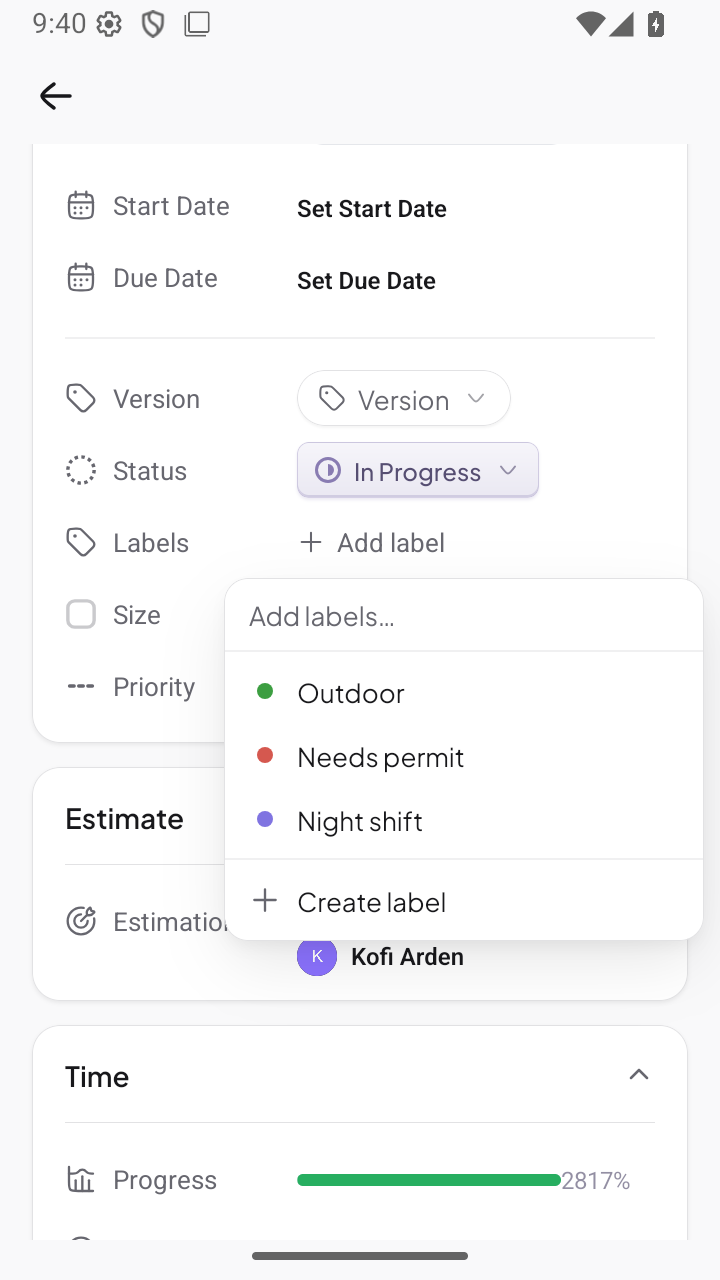 9:40
Start Date Set Start Date
Due Date Set Due Date
Version Version
Status In Progress
Labels Add label
Size
Add labels...
Priority
Outdoor
Needs permit
Night shift
Create label
Estimate
K Kofi Arden
Time
Progress 2817%